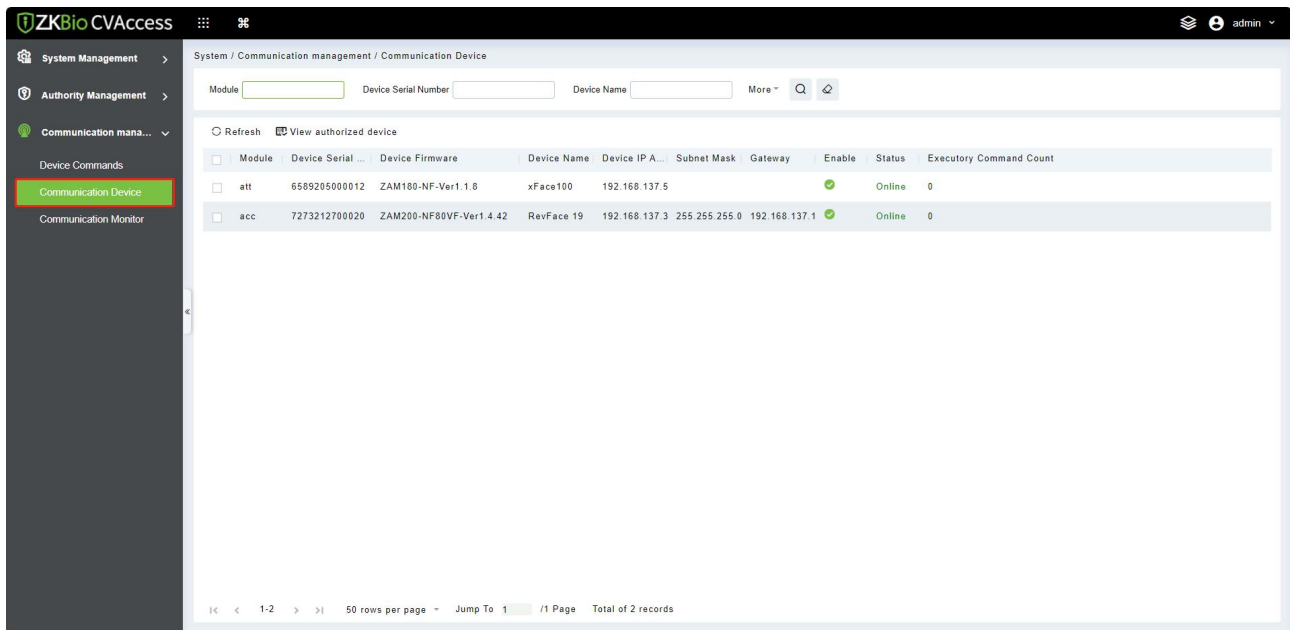 ZKBio CVAccess
admin
System Management
Authority Management
Communication mana...
Device Commands
Communication Device
Communication Monitor
System / Communication management / Communication Device
Module Device Serial Number Device Name More
Refresh View authorized device
Module Device Serial ... Device Firmware Device Name Device IP A... Subnet Mask Gateway Enable Status Executory Command Count
att 6589205000012 ZAM180-NF-Ver1.1.8 xFace100 192.168.137.5 Online 0
acc 7273212700020 ZAM200-NF80VF-Ver1.4.42 RevFace 19 192.168.137.3 255.255.255.0 192.168.137.1 Online 0
1-2 50 rows per page Jump To 1 /1 Page Total of 2 records